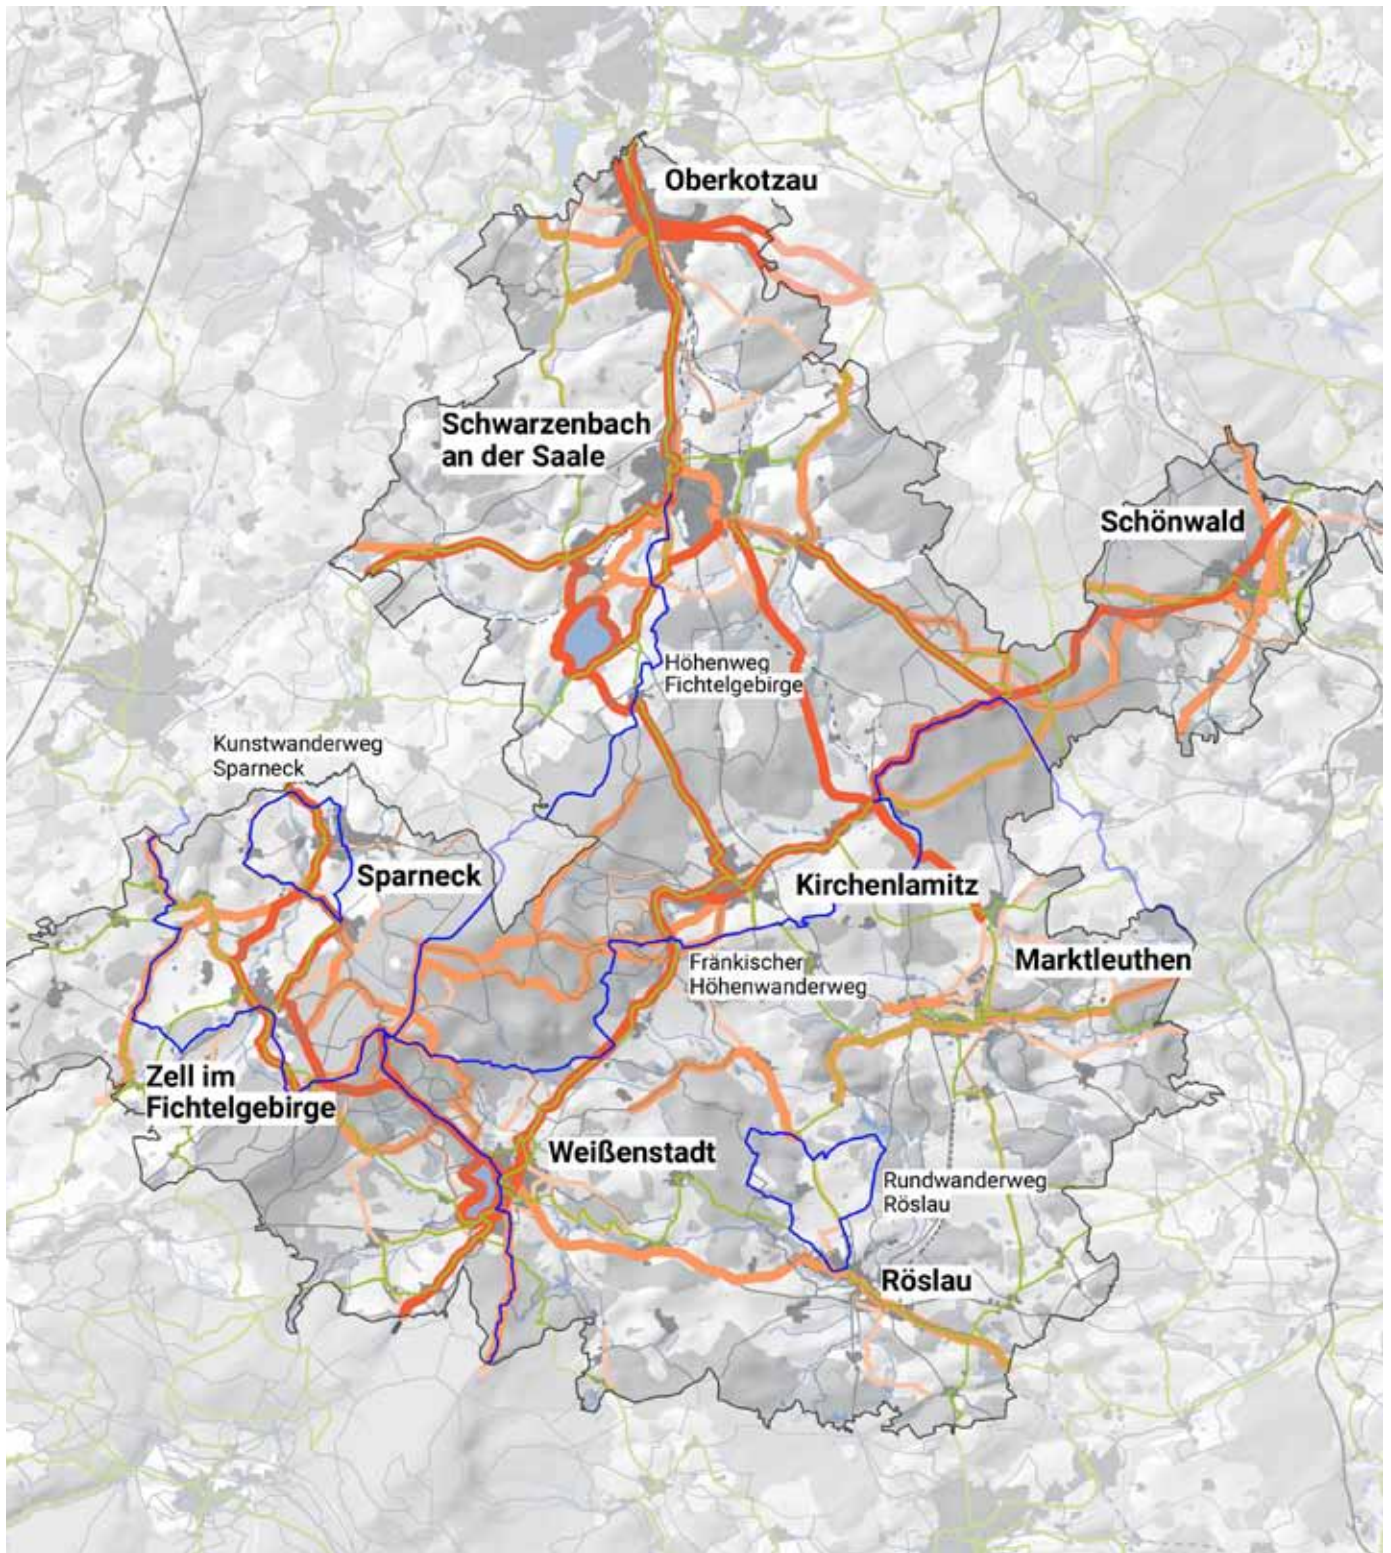 Oberkotzau
Schwarzenbach
an der Saale
Schönwald
Höhenweg
Fichtelgebirge
Kunstwanderweg
Sparneck
Sparneck
Kirchenlamitz
Fränkischer
Höhenwanderweg
Marktleuthen
Zell im
Fichtelgebirge
Weißenstadt
Rundwanderweg
Röslau
Röslau